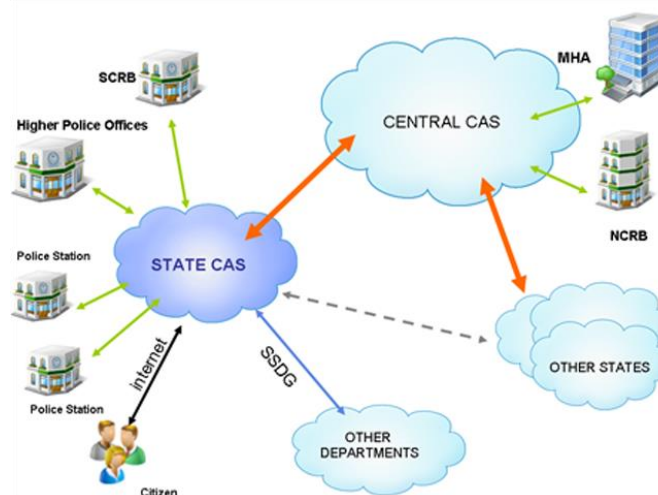 SCRB
MHA
Higher Police Offices
CENTRAL CAS
NCRB
Police Station
STATE CAS
Police Station
internet
SSDG
OTHER STATES
OTHER
DEPARTMENTS
Citizen